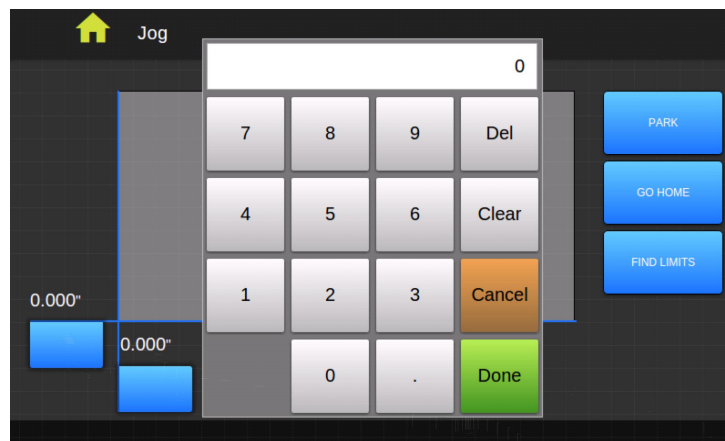 Jog
0
7 8 9 Del
PARK
4 5 6 Clear
GO HOME
FIND LIMITS
1 2 3 Cancel
0.000"
0.000"
0 . Done